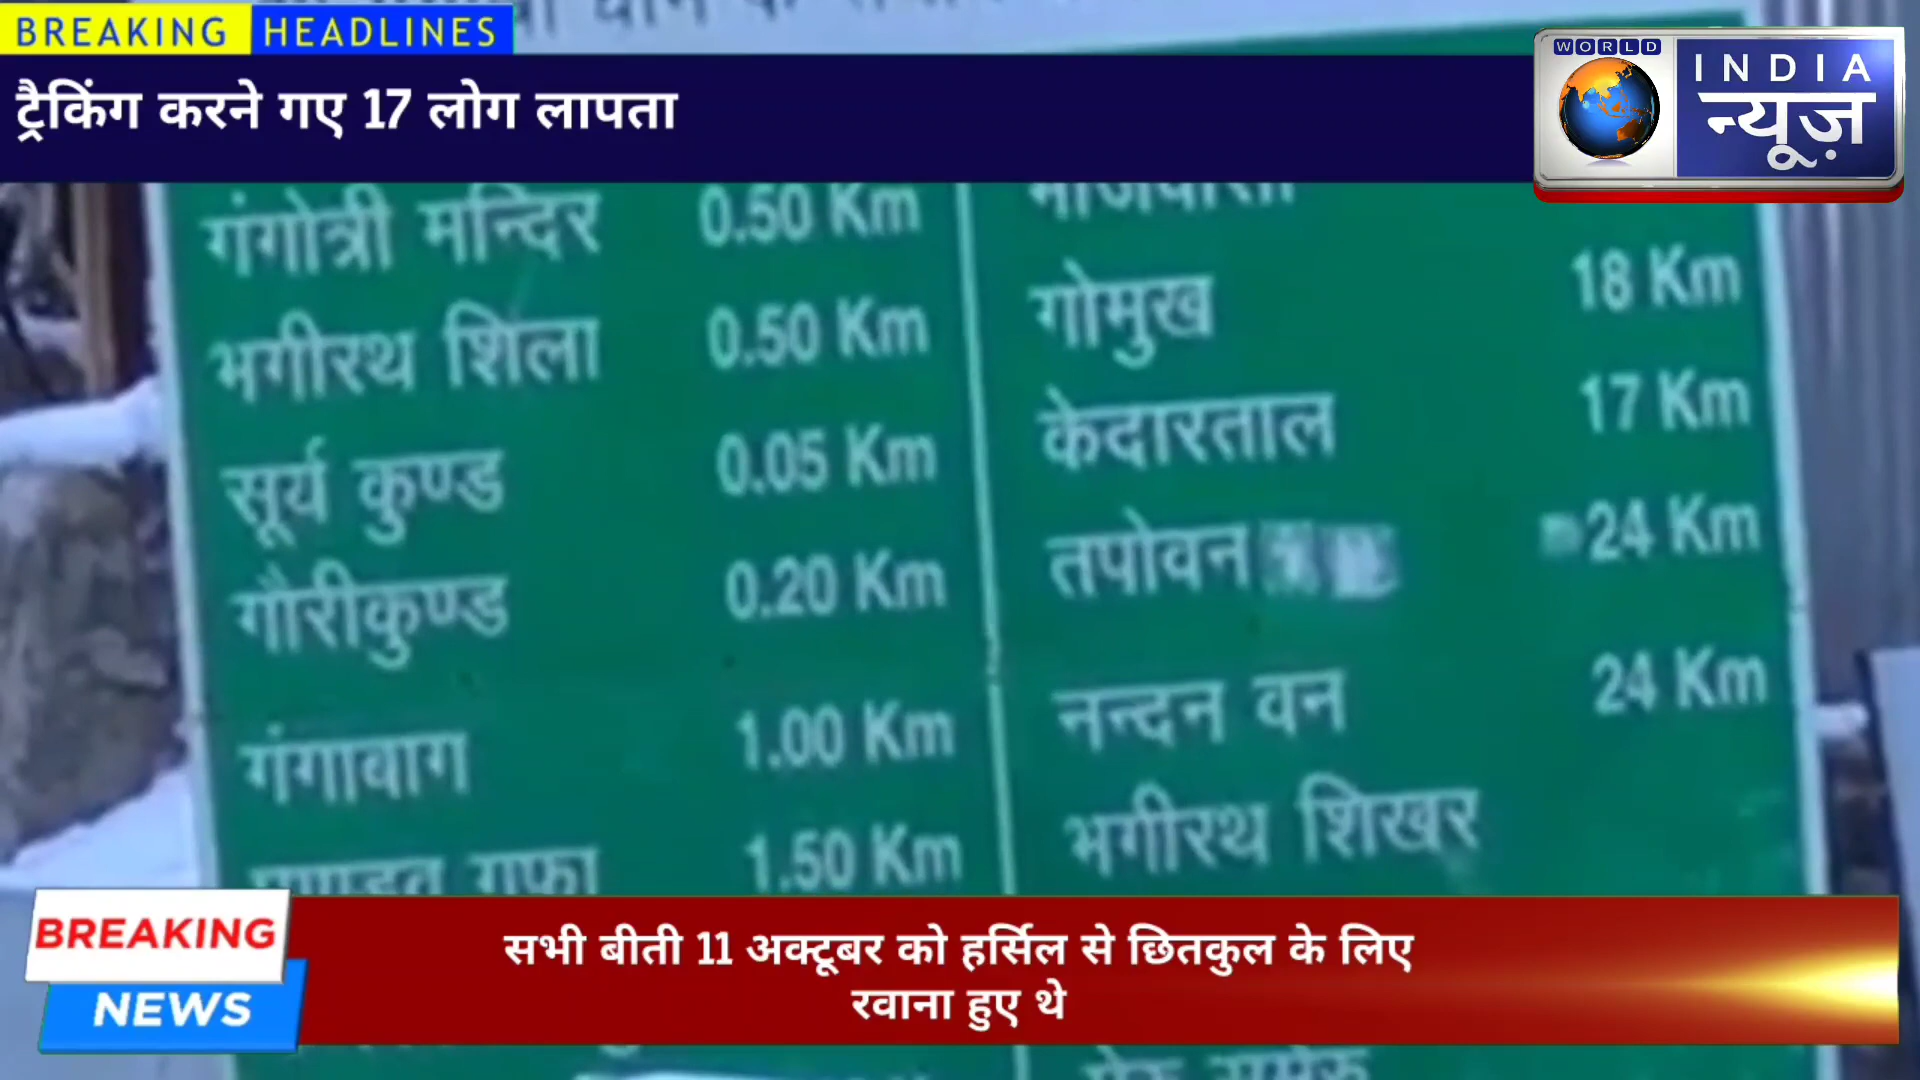 BREAKING HEADLINES
ट्रैकिंग करने गए 17 लोग लापता
WORLD
INDIA
न्यूज़
गंगोत्री मन्दिर 0.50 Km
भगीरथ शिला 0.50 Km
सूर्य कुण्ड 0.05 Km
गौरीकुण्ड 0.20 Km
गंगावाग 1.00 Km
1.50 Km
गोमुख 18 Km
केदारताल 17 Km
तपोवन 24 Km
नन्दन वन 24 Km
भगीरथ शिखर
BREAKING
NEWS
सभी बीती 11 अक्टूबर को हर्सिल से छितकुल के लिए
रवाना हुए थे